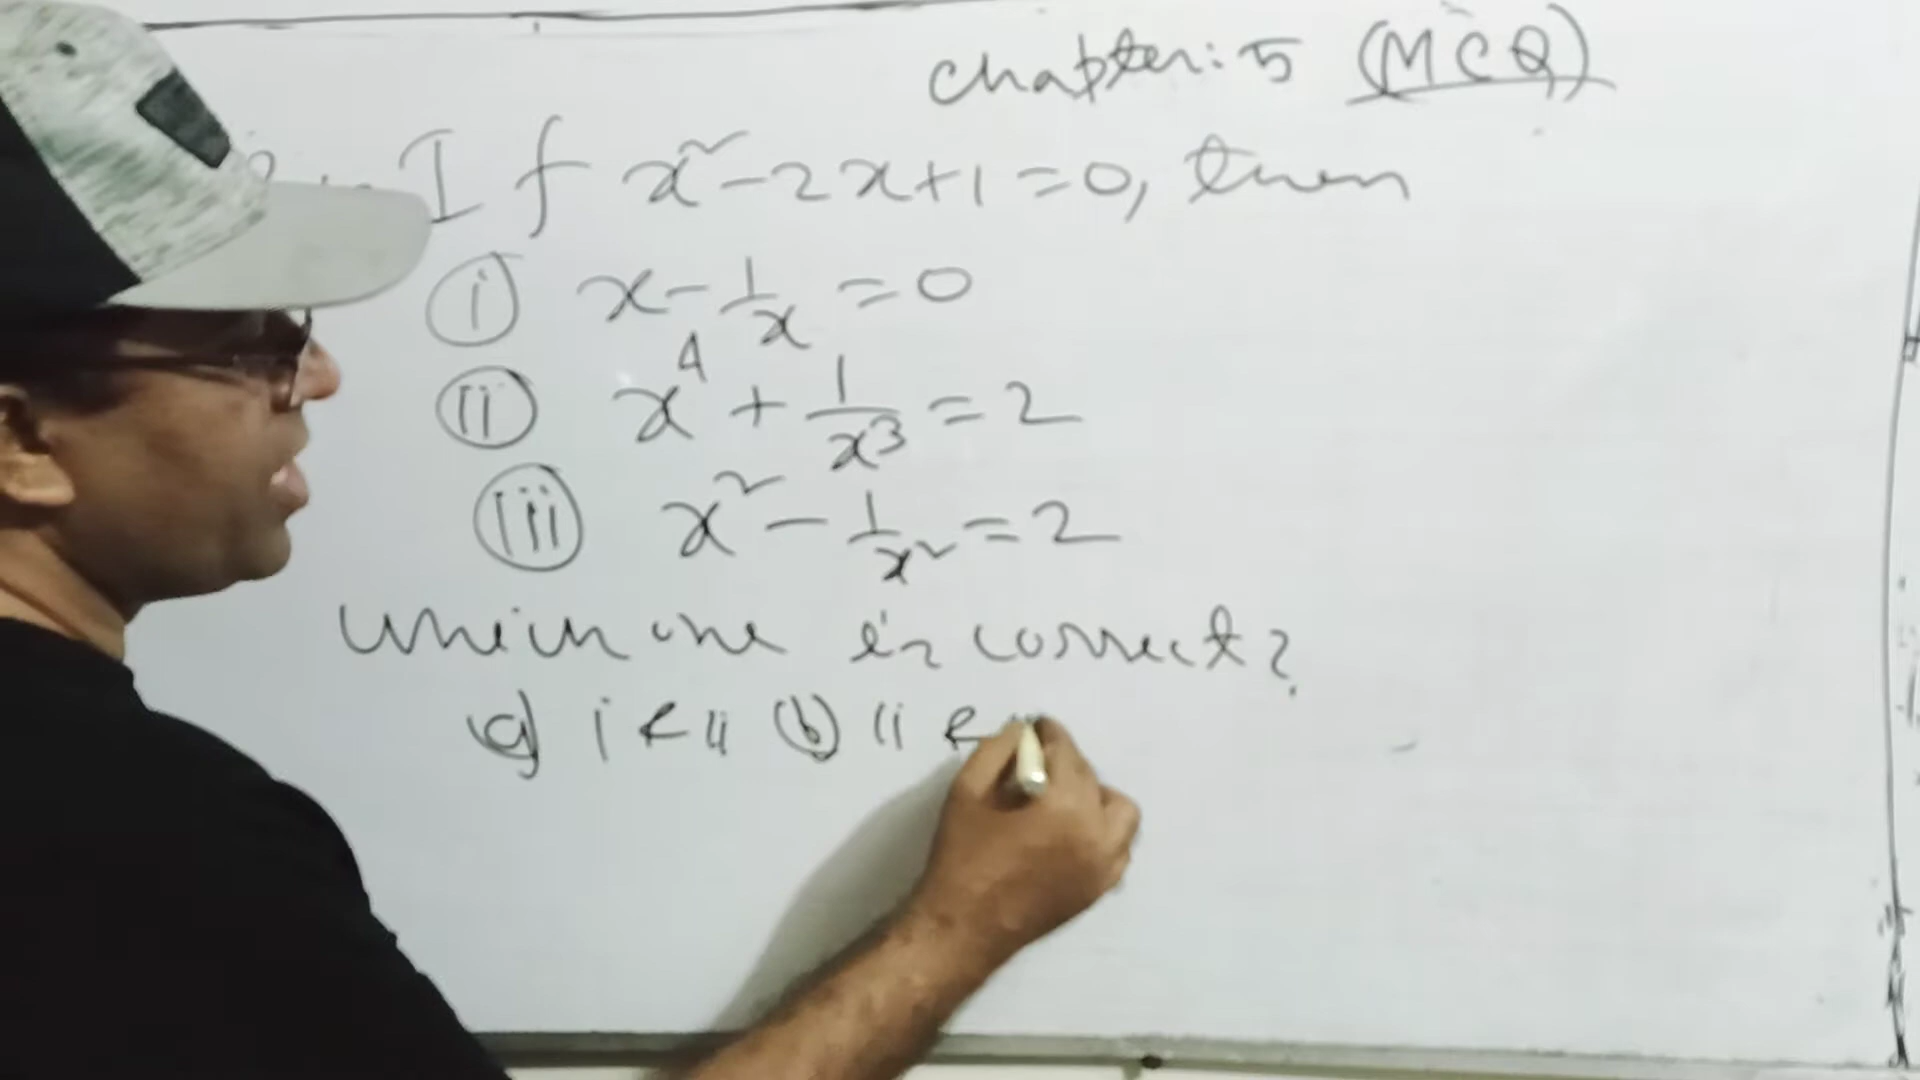 chapter: 5 (MCQ)
If x² - 2x + 1 = 0, then
(i) x - 1/x = 0
(ii) x⁴ + 1/x³ = 2
(iii) x² - 1/x² = 2
Which one is correct?
(a) i & ii (b) ii &